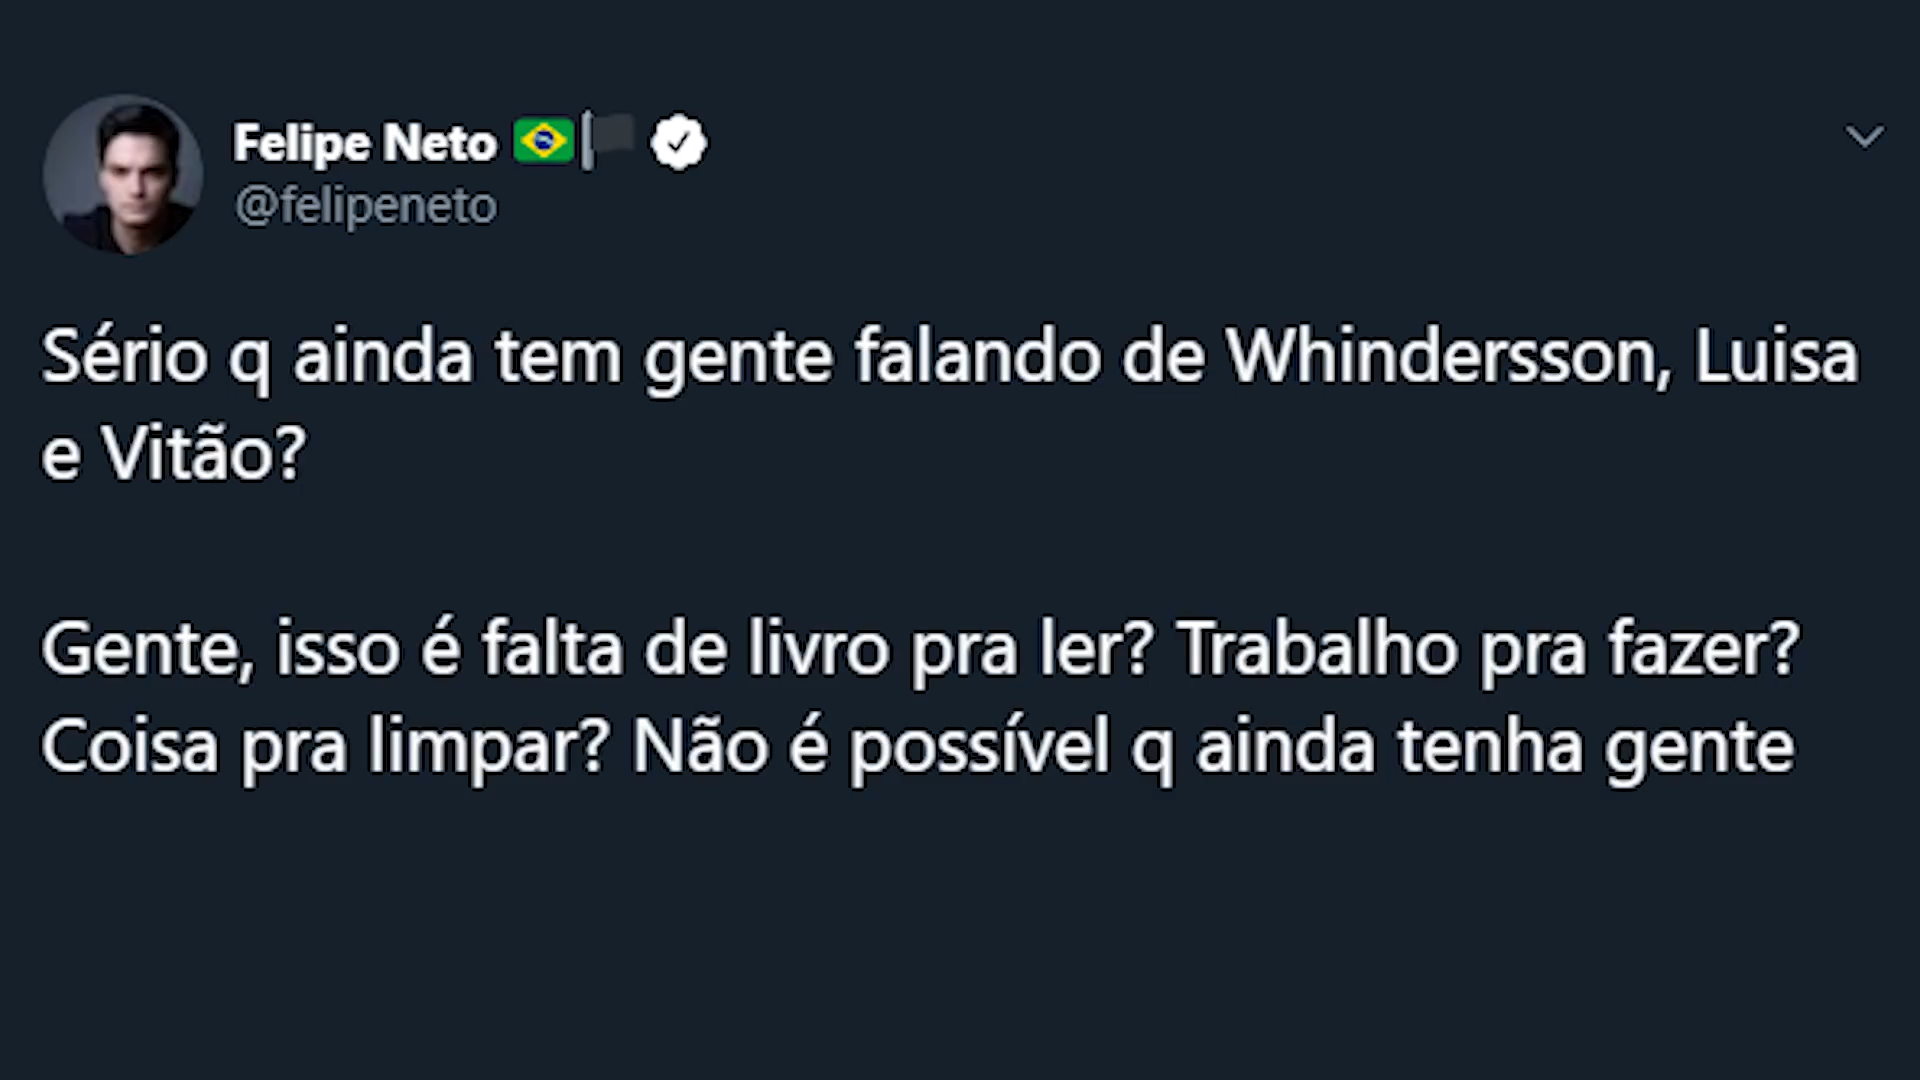 Felipe Neto
@felipeneto
Sério q ainda tem gente falando de Whindersson, Luisa
e Vitão?
Gente, isso é falta de livro pra ler? Trabalho pra fazer?
Coisa pra limpar? Não é possível q ainda tenha gente